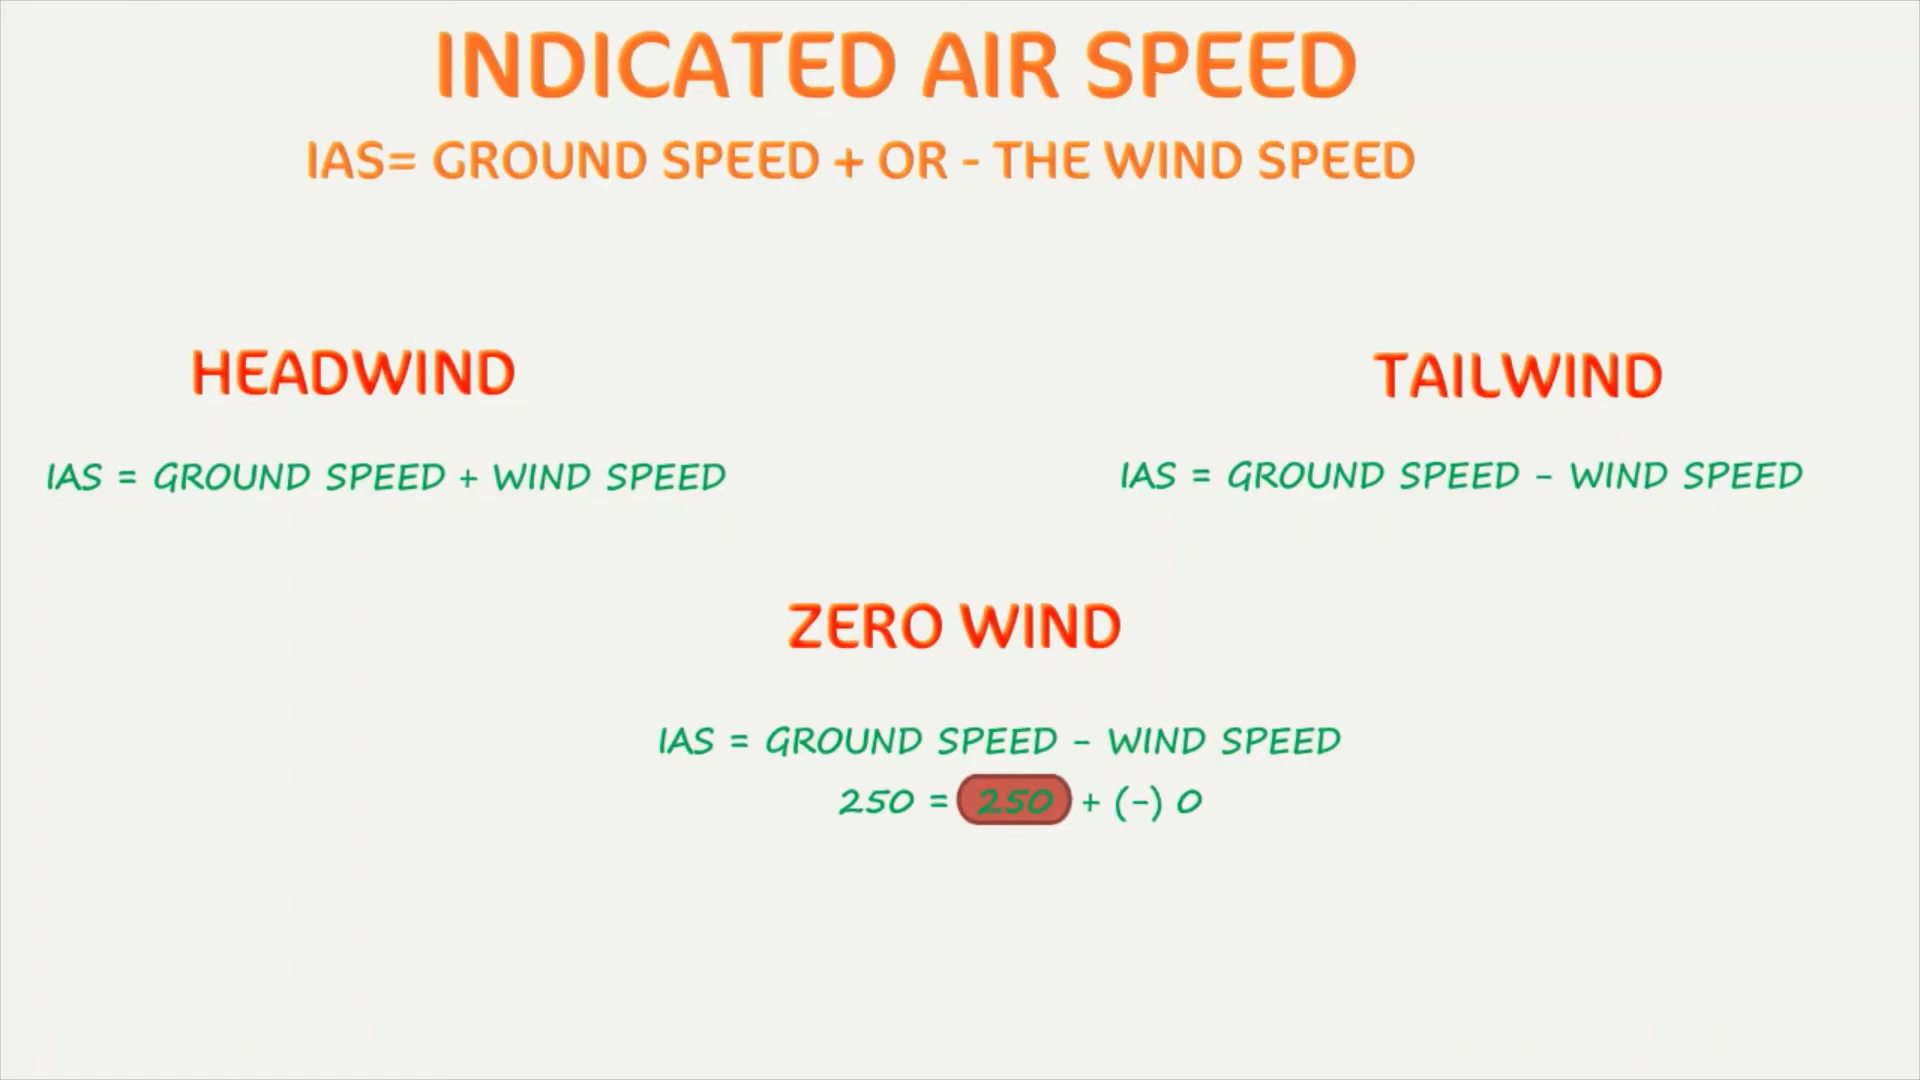 INDICATED AIR SPEED
IAS= GROUND SPEED + OR - THE WIND SPEED
HEADWIND
IAS = GROUND SPEED + WIND SPEED
TAILWIND
IAS = GROUND SPEED - WIND SPEED
ZERO WIND
IAS = GROUND SPEED - WIND SPEED
250 = 250 + (-) 0